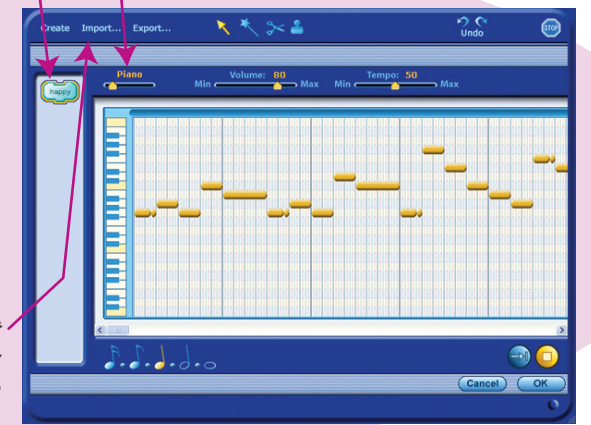 Create Import... Export... Undo STOP
Piano Volume: 80 Tempo: 50
happy Min Max Min Max
Cancel OK